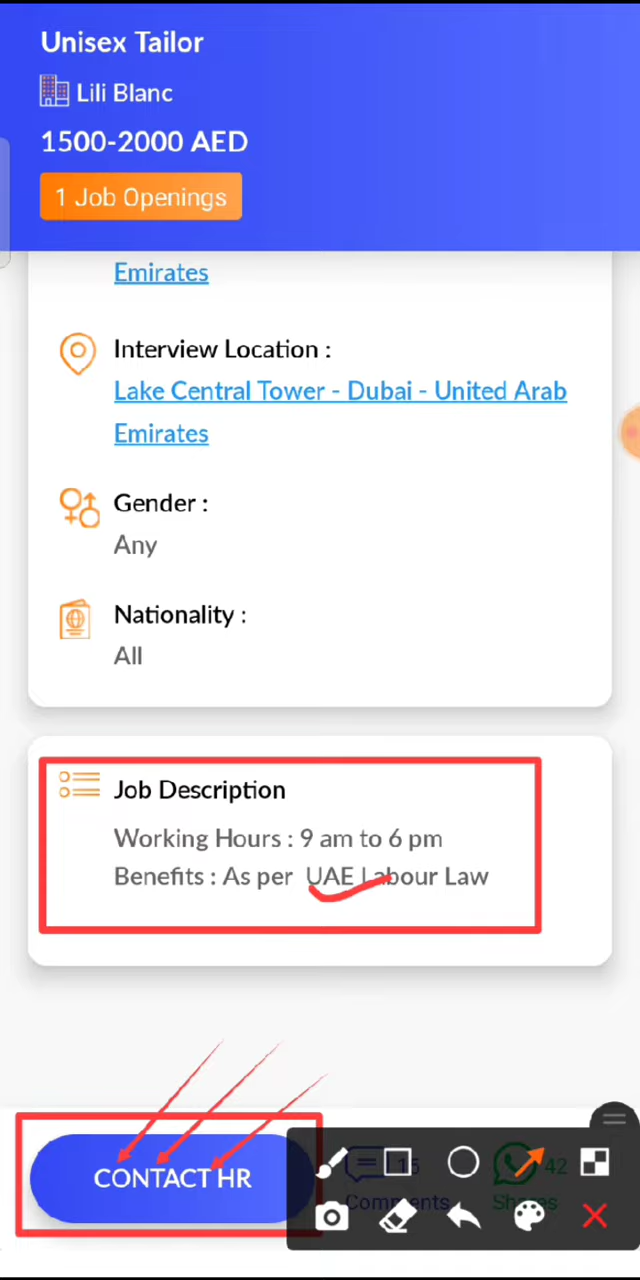 Unisex Tailor
Lili Blanc
1500-2000 AED
1 Job Openings
Emirates
Interview Location :
Lake Central Tower - Dubai - United Arab
Emirates
Gender :
Any
Nationality :
All
Job Description
Working Hours : 9 am to 6 pm
Benefits : As per UAE Labour Law
CONTACT HR
42
Comments
Shares